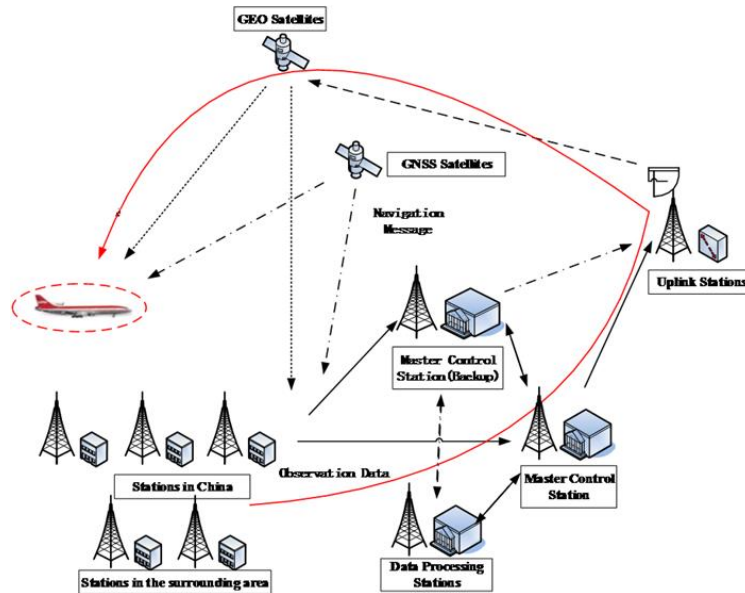 GEO Satellites
GNSS Satellites
Navigation
Message
Uplink Stations
Master Control
Station(Backup)
Observation Data
Stations in China
Master Control
Station
Stations in the surrounding area
Data Processing
Stations